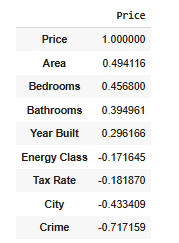 Price
Price 1.000000
Area 0.494116
Bedrooms 0.456800
Bathrooms 0.394961
Year Built 0.296166
Energy Class -0.171645
Tax Rate -0.181870
City -0.433409
Crime -0.717159